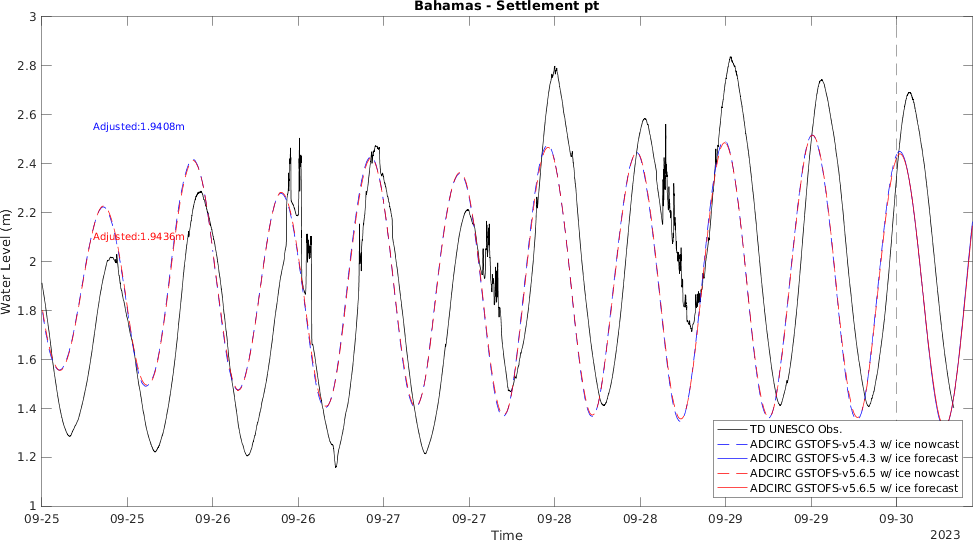 Bahamas - Settlement pt
3
2.8
2.6
2.4
2.2
2
1.8
1.6
1.4
1.2
1
Water Level (m)
Adjusted:1.9408m
Adjusted:1.9436m
TD UNESCO Obs.
ADCIRC GSTOFS-v5.4.3 w/ ice nowcast
ADCIRC GSTOFS-v5.4.3 w/ ice forecast
ADCIRC GSTOFS-v5.6.5 w/ ice nowcast
ADCIRC GSTOFS-v5.6.5 w/ ice forecast
09-25 09-25 09-26 09-26 09-27 09-27 09-28 09-28 09-29 09-29 09-30
Time
2023